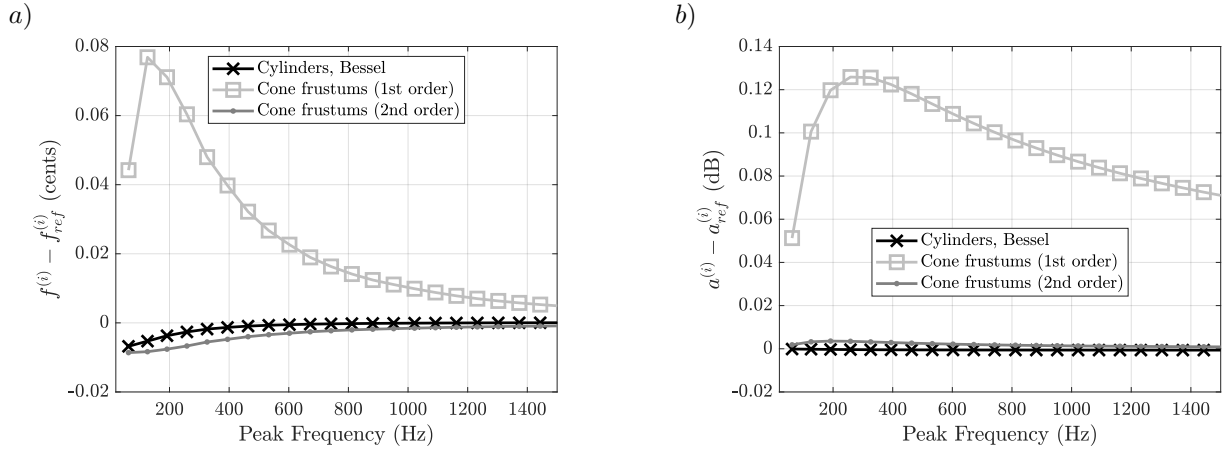 a)
0.08
0.06
0.04
0.02
0
-0.02
f^{(i)} − f_{ref}^{(i)} (cents)
Cylinders, Bessel
Cone frustums (1st order)
Cone frustums (2nd order)
200 400 600 800 1000 1200 1400
Peak Frequency (Hz)
b)
0.14
0.12
0.1
0.08
0.06
0.04
0.02
0
-0.02
a^{(i)} − a_{ref}^{(i)} (dB)
Cylinders, Bessel
Cone frustums (1st order)
Cone frustums (2nd order)
200 400 600 800 1000 1200 1400
Peak Frequency (Hz)